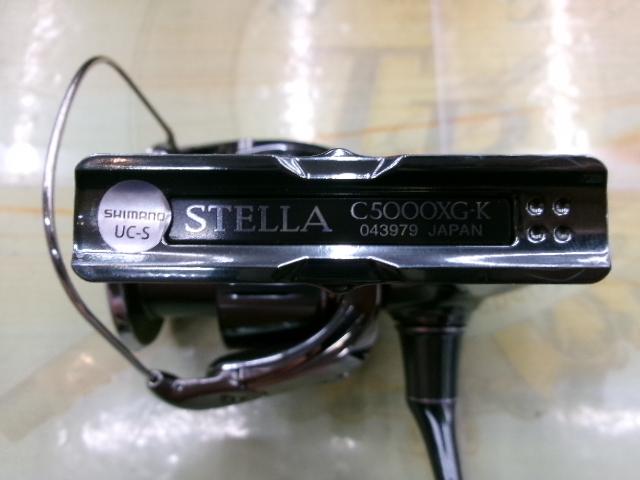 SHIMANO
UC-S
STELLA
C5000XG-K
043979 JAPAN